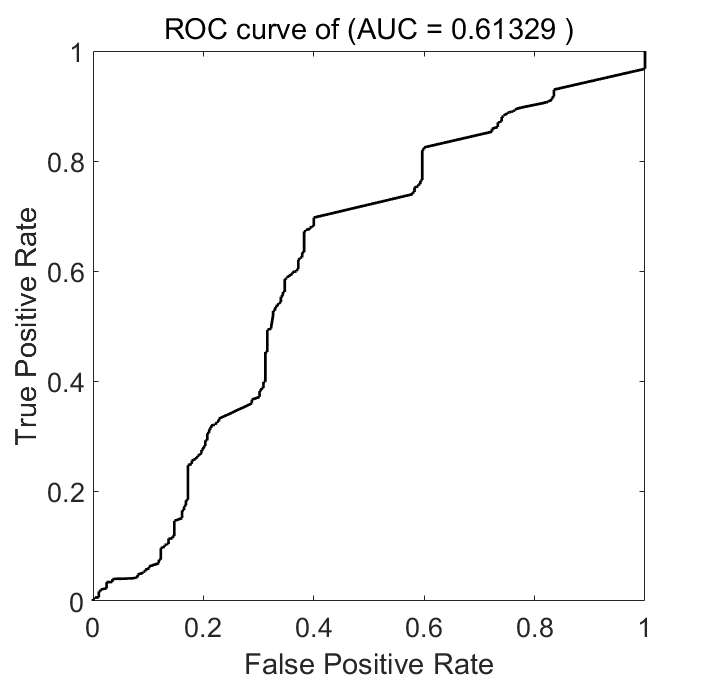 ROC curve of (AUC = 0.61329 )
1
0.8
0.6
0.4
0.2
0
True Positive Rate
0 0.2 0.4 0.6 0.8 1
False Positive Rate